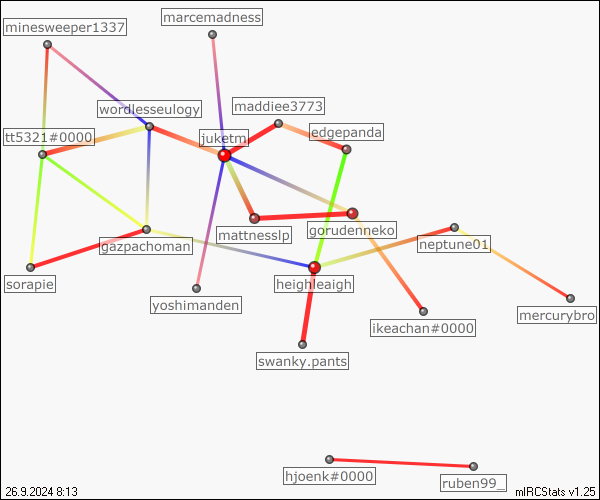 marcemadness
minesweeper1337
wordlesseulogy
maddiee3773
tt5321#0000
juketm
edgepanda
mattnesslp
gorudenneko
gazpachoman
neptune01
sorapie
heighleaigh
yoshimanden
mercurybro
ikeachan#0000
swanky.pants
hjoenk#0000
ruben99_
26.9.2024 8:13
mIRCStats v1.25